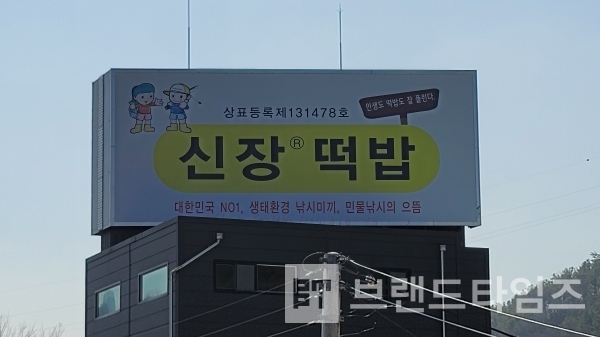 인생도 떡밥도 잘 풀린다
상표등록제131478호
신장® 떡밥
대한민국 NO1, 생태환경 낚시미끼, 민물낚시의 으뜸
브랜드타임즈